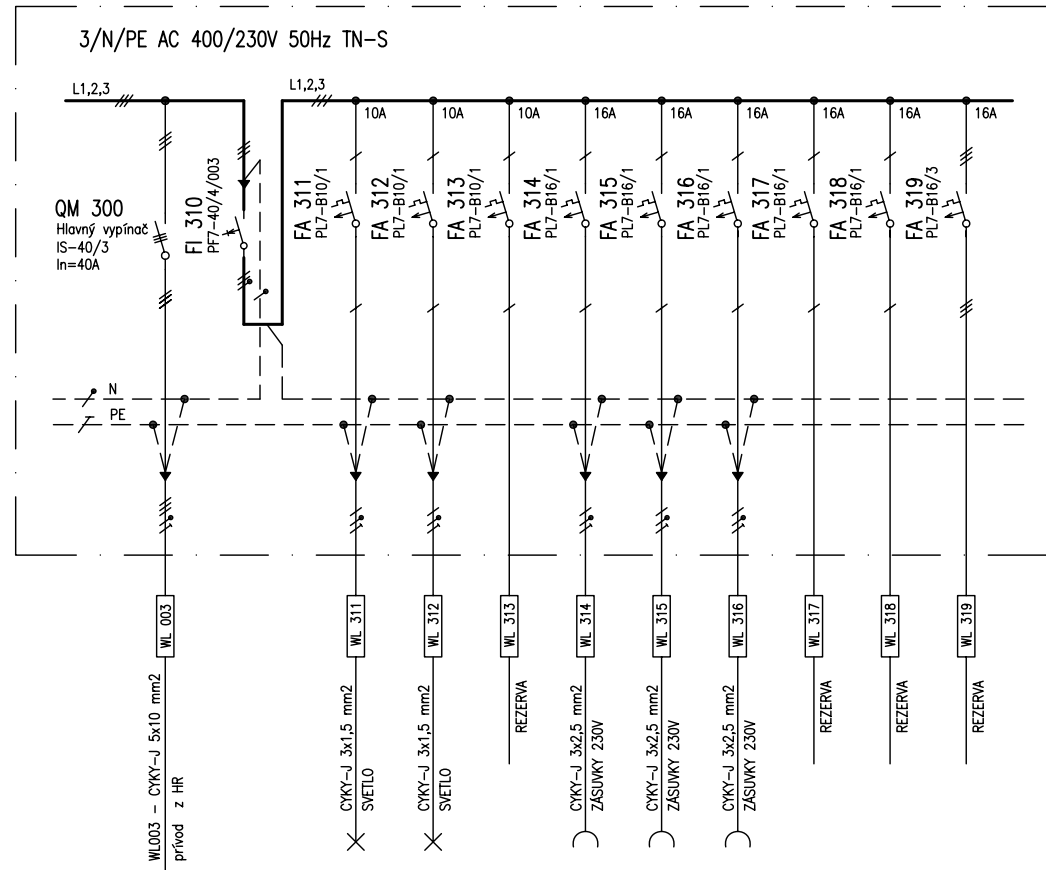 3/N/PE AC 400/230V 50Hz TN-S
L1,2,3
L1,2,3
10A
10A
10A
16A
16A
16A
16A
16A
16A
QM 300
Hlavný vypínač
IS-40/3
In=40A
FI 310
PF7-40/4/003
FA 311
PL7-B10/1
FA 312
PL7-B10/1
FA 313
PL7-B10/1
FA 314
PL7-B16/1
FA 315
PL7-B16/1
FA 316
PL7-B16/1
FA 317
PL7-B16/1
FA 318
PL7-B16/1
FA 319
PL7-B16/3
N
PE
WL 003
WL 311
WL 312
WL 313
WL 314
WL 315
WL 316
WL 317
WL 318
WL 319
WL003 - CYKY-J 5x10 mm2
prívod z HR
CYKY-J 3x1,5 mm2
SVETLO
CYKY-J 3x1,5 mm2
SVETLO
REZERVA
CYKY-J 3x2,5 mm2
ZÁSUVKY 230V
CYKY-J 3x2,5 mm2
ZÁSUVKY 230V
CYKY-J 3x2,5 mm2
ZÁSUVKY 230V
REZERVA
REZERVA
REZERVA